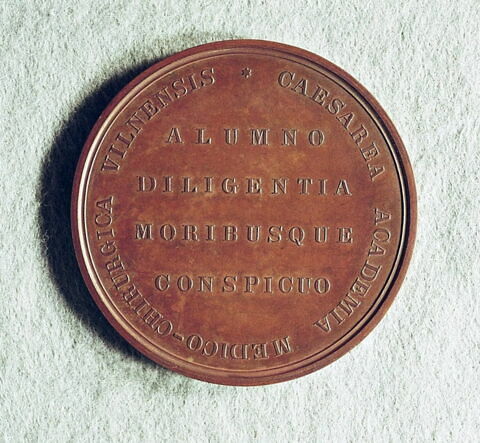 CAESAREA ACADEMIA MEDICO-CHIRURGICA VILNENSIS *
ALUMNO
DILIGENTIA
MORIBUSQUE
CONSPICUO